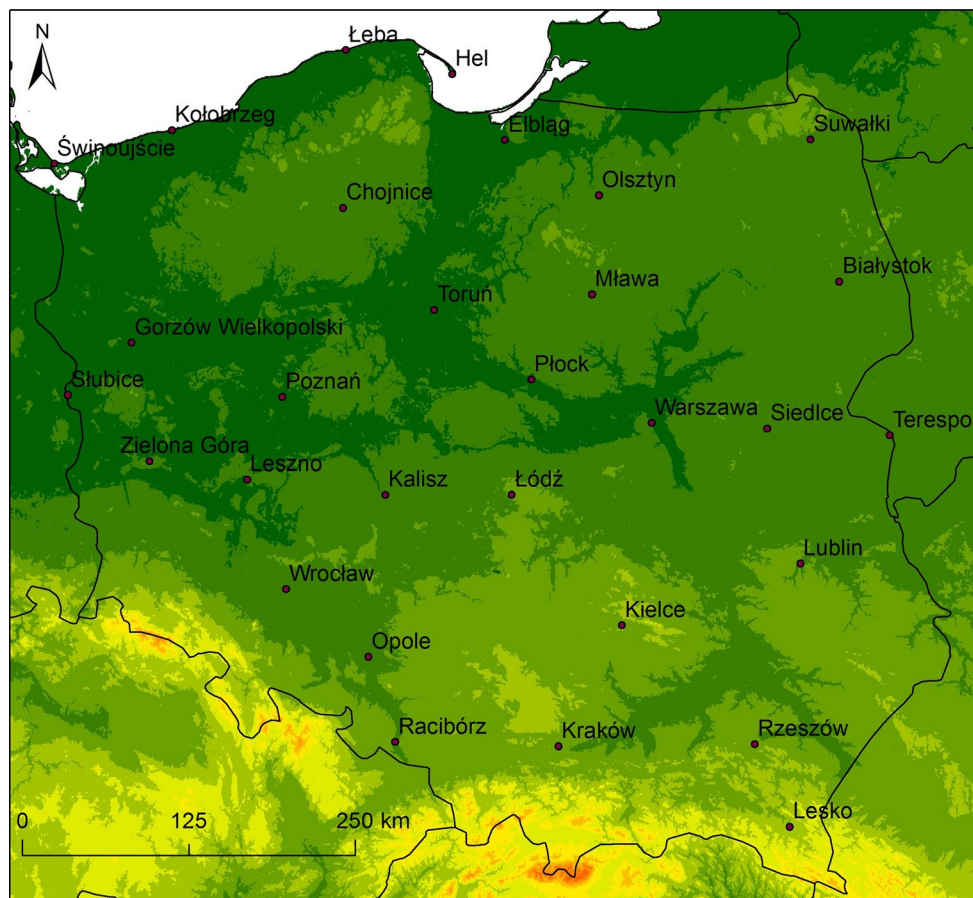 N
Łeba
Hel
Kołobrzeg
Elbląg
Suwałki
Świnoujście
Olsztyn
Chojnice
Białystok
Mława
Toruń
Gorzów Wielkopolski
Płock
Słubice
Poznań
Warszawa
Siedlce
Terespo
Zielona Góra
Leszno
Kalisz
Łódź
Lublin
Wrocław
Kielce
Opole
Racibórz
Kraków
Rzeszów
Lesko
0
125
250 km